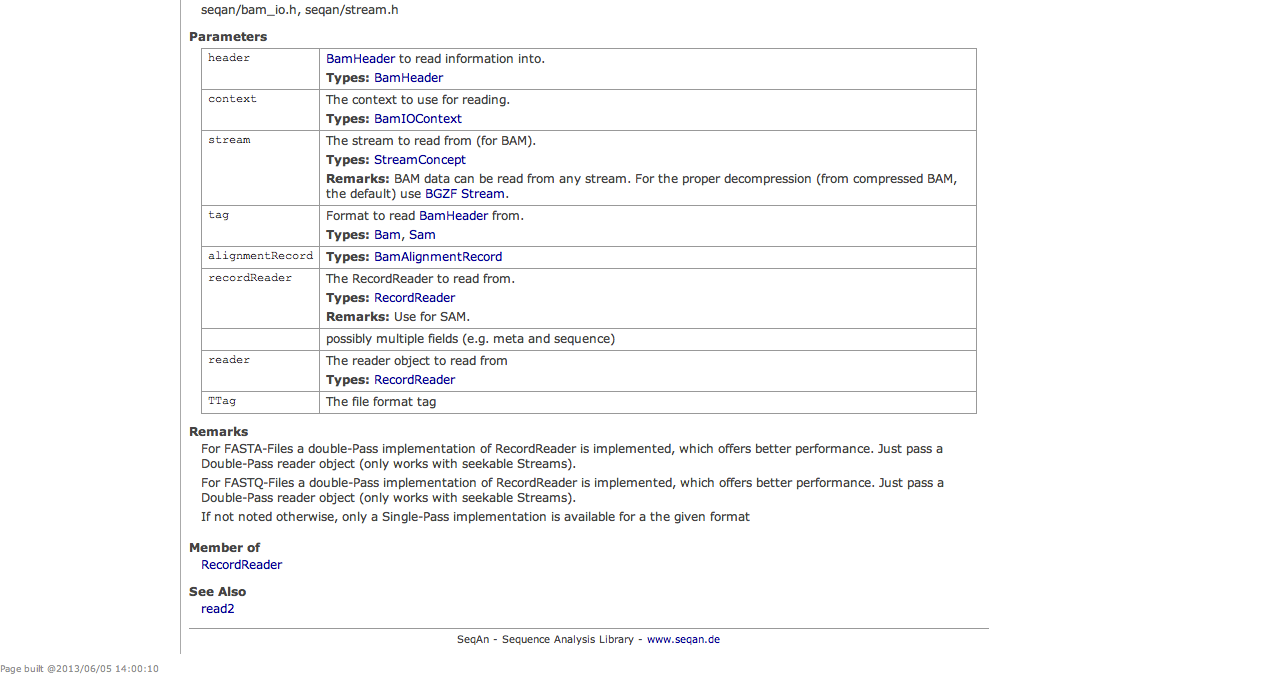 seqan/bam_io.h, seqan/stream.h
Parameters
header
BamHeader to read information into.
Types: BamHeader
context
The context to use for reading.
Types: BamIOContext
stream
The stream to read from (for BAM).
Types: StreamConcept
Remarks: BAM data can be read from any stream. For the proper decompression (from compressed BAM,
the default) use BGZF Stream.
tag
Format to read BamHeader from.
Types: Bam, Sam
alignmentRecord
Types: BamAlignmentRecord
recordReader
The RecordReader to read from.
Types: RecordReader
Remarks: Use for SAM.
possibly multiple fields (e.g. meta and sequence)
reader
The reader object to read from
Types: RecordReader
TTag
The file format tag
Remarks
For FASTA-Files a double-Pass implementation of RecordReader is implemented, which offers better performance. Just pass a
Double-Pass reader object (only works with seekable Streams).
For FASTQ-Files a double-Pass implementation of RecordReader is implemented, which offers better performance. Just pass a
Double-Pass reader object (only works with seekable Streams).
If not noted otherwise, only a Single-Pass implementation is available for a the given format
Member of
RecordReader
See Also
read2
SeqAn - Sequence Analysis Library - www.seqan.de
Page built @2013/06/05 14:00:10